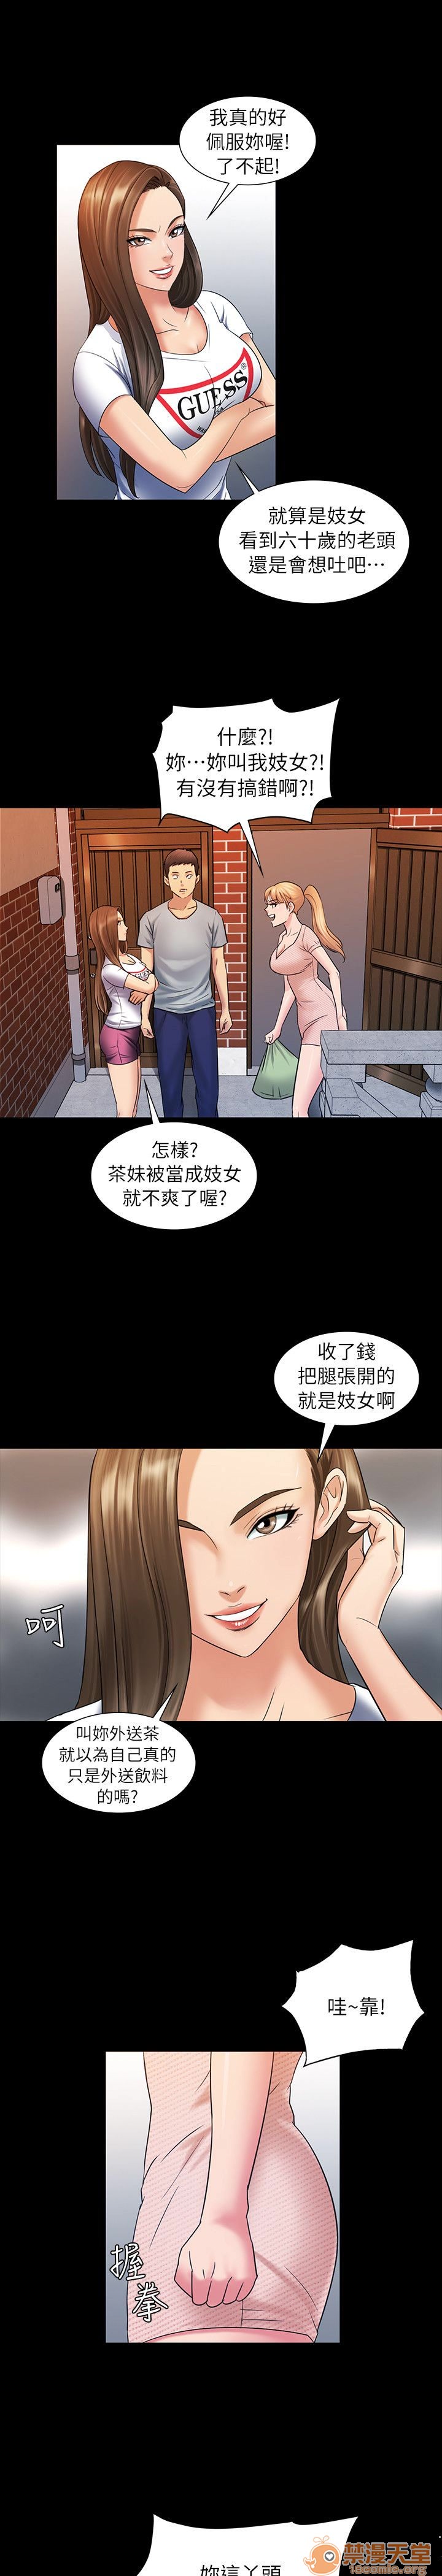 我真的好
佩服妳喔!
了不起!
GUESS
就算是妓女
看到六十歲的老頭
還是會想吐吧…
什麼?!
妳…妳叫我妓女?!
有沒有搞錯啊?!
怎樣?
茶妹被當成妓女
就不爽了喔?
收了錢
把腿張開的
就是妓女啊
呵
叫妳外送茶
就以為自己真的
只是外送飲料
的嗎?
哇~靠!
握
拳
妳這丫頭
禁漫天堂
18comic.org